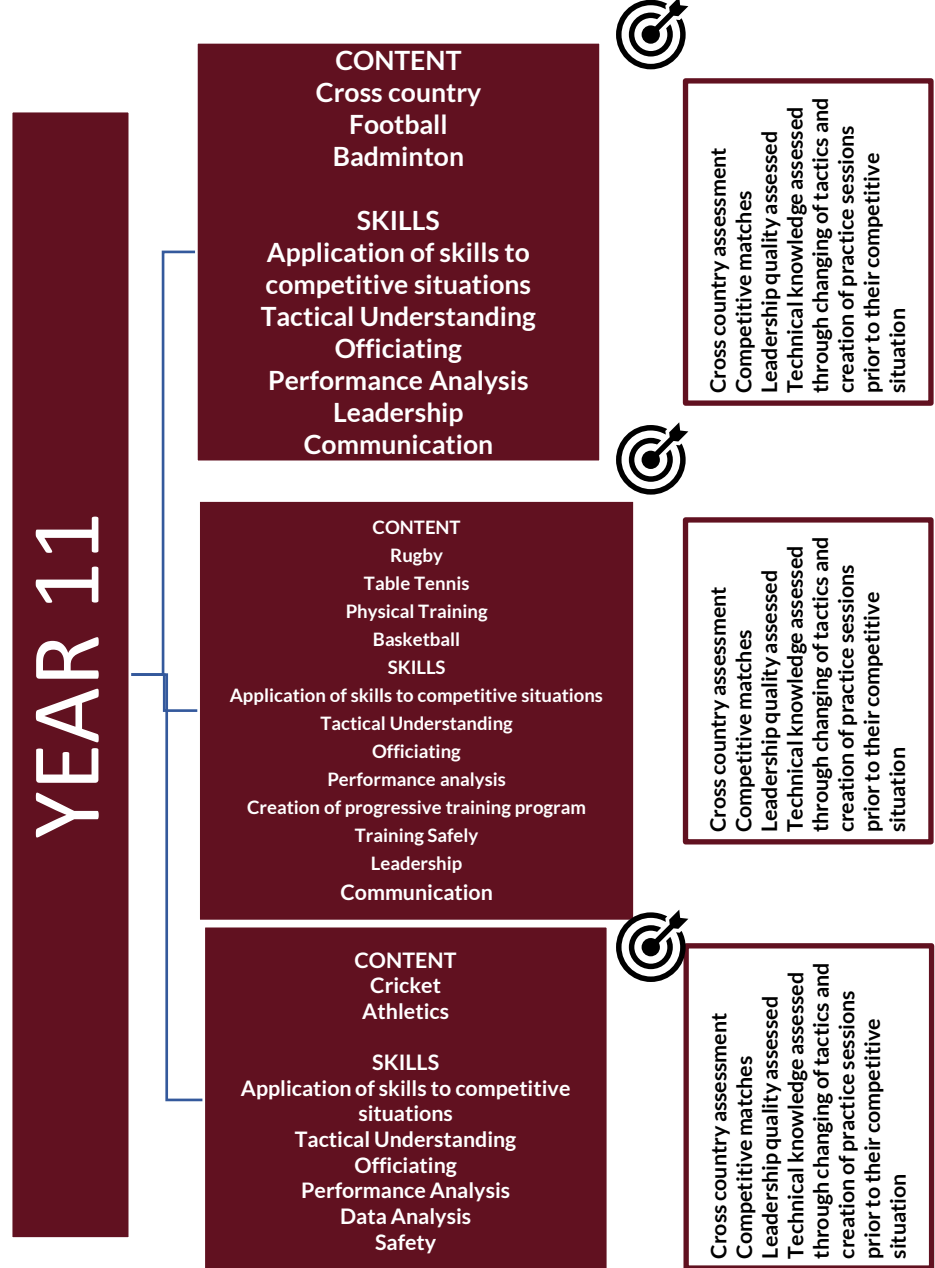 YEAR 11
CONTENT
Cross country
Football
Badminton
SKILLS
Application of skills to
competitive situations
Tactical Understanding
Officiating
Performance Analysis
Leadership
Communication
Cross country assessment
Competitive matches
Leadership quality assessed
Technical knowledge assessed
through changing of tactics and
creation of practice sessions
prior to their competitive
situation
CONTENT
Rugby
Table Tennis
Physical Training
Basketball
SKILLS
Application of skills to competitive situations
Tactical Understanding
Officiating
Performance analysis
Creation of progressive training program
Training Safely
Leadership
Communication
Cross country assessment
Competitive matches
Leadership quality assessed
Technical knowledge assessed
through changing of tactics and
creation of practice sessions
prior to their competitive
situation
CONTENT
Cricket
Athletics
SKILLS
Application of skills to competitive
situations
Tactical Understanding
Officiating
Performance Analysis
Data Analysis
Safety
Cross country assessment
Competitive matches
Leadership quality assessed
Technical knowledge assessed
through changing of tactics and
creation of practice sessions
prior to their competitive
situation